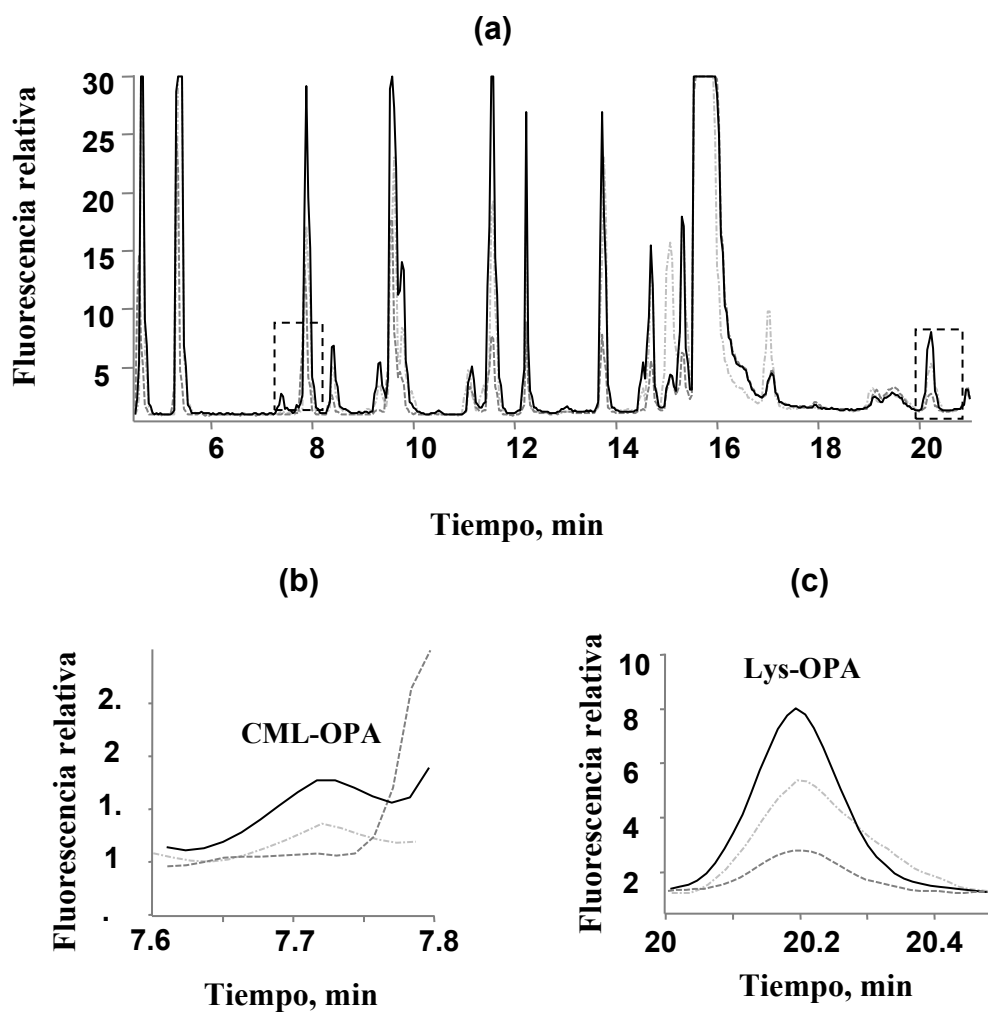 (a)
Fluorescencia relativa
30
25
20
15
10
5
6 8 10 12 14 16 18 20
Tiempo, min
(b)
Fluorescencia relativa
2.
2
1.
1
.
CML-OPA
7.6 7.7 7.8
Tiempo, min
(c)
Fluorescencia relativa
10
8
6
4
2
Lys-OPA
20 20.2 20.4
Tiempo, min